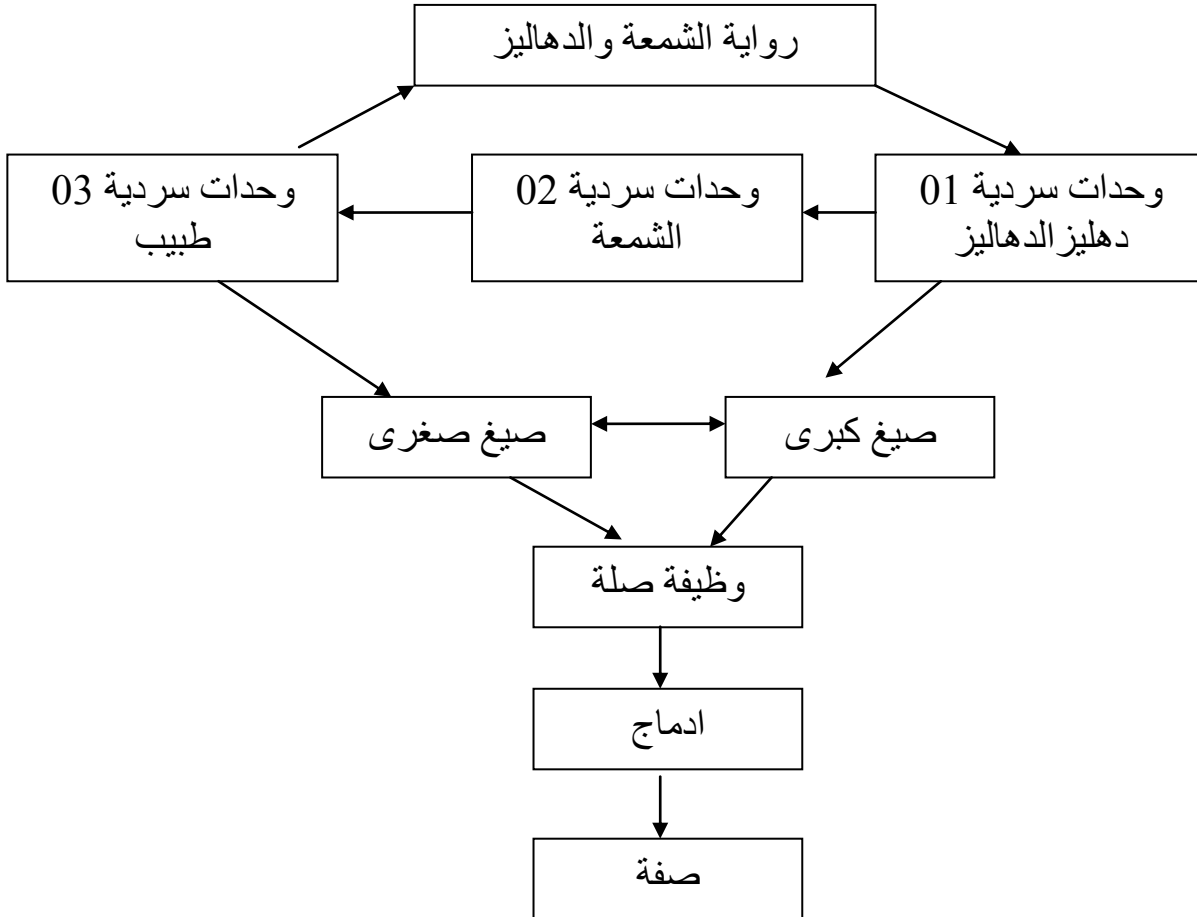 رواية الشمعة والدهاليز
وحدات سردية 01
دهليز الدهاليز
وحدات سردية 02
الشمعة
وحدات سردية 03
طبيب
صيغ كبرى
صيغ صغرى
وظيفة صلة
ادماج
صفة